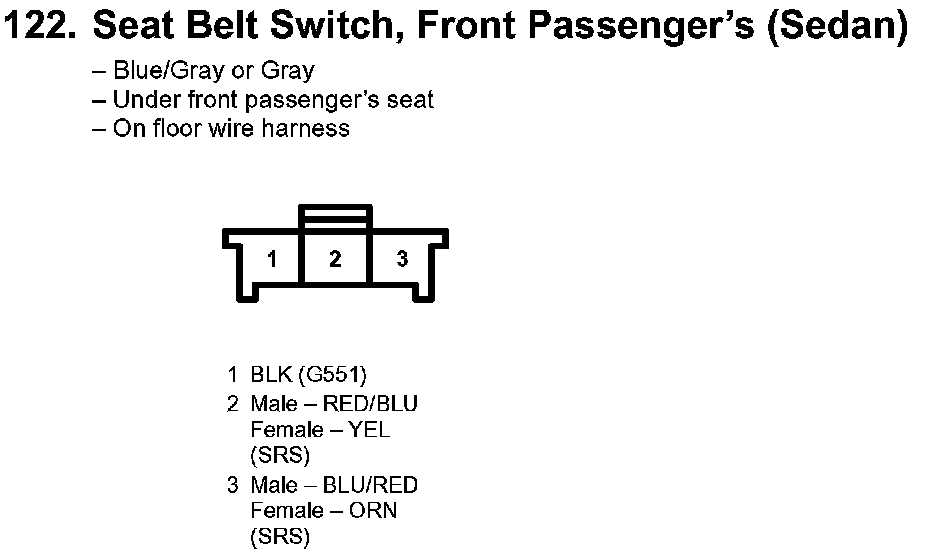 122. Seat Belt Switch, Front Passenger’s (Sedan)
– Blue/Gray or Gray
– Under front passenger’s seat
– On floor wire harness
1 2 3
1 BLK (G551)
2 Male – RED/BLU
Female – YEL
(SRS)
3 Male – BLU/RED
Female – ORN
(SRS)